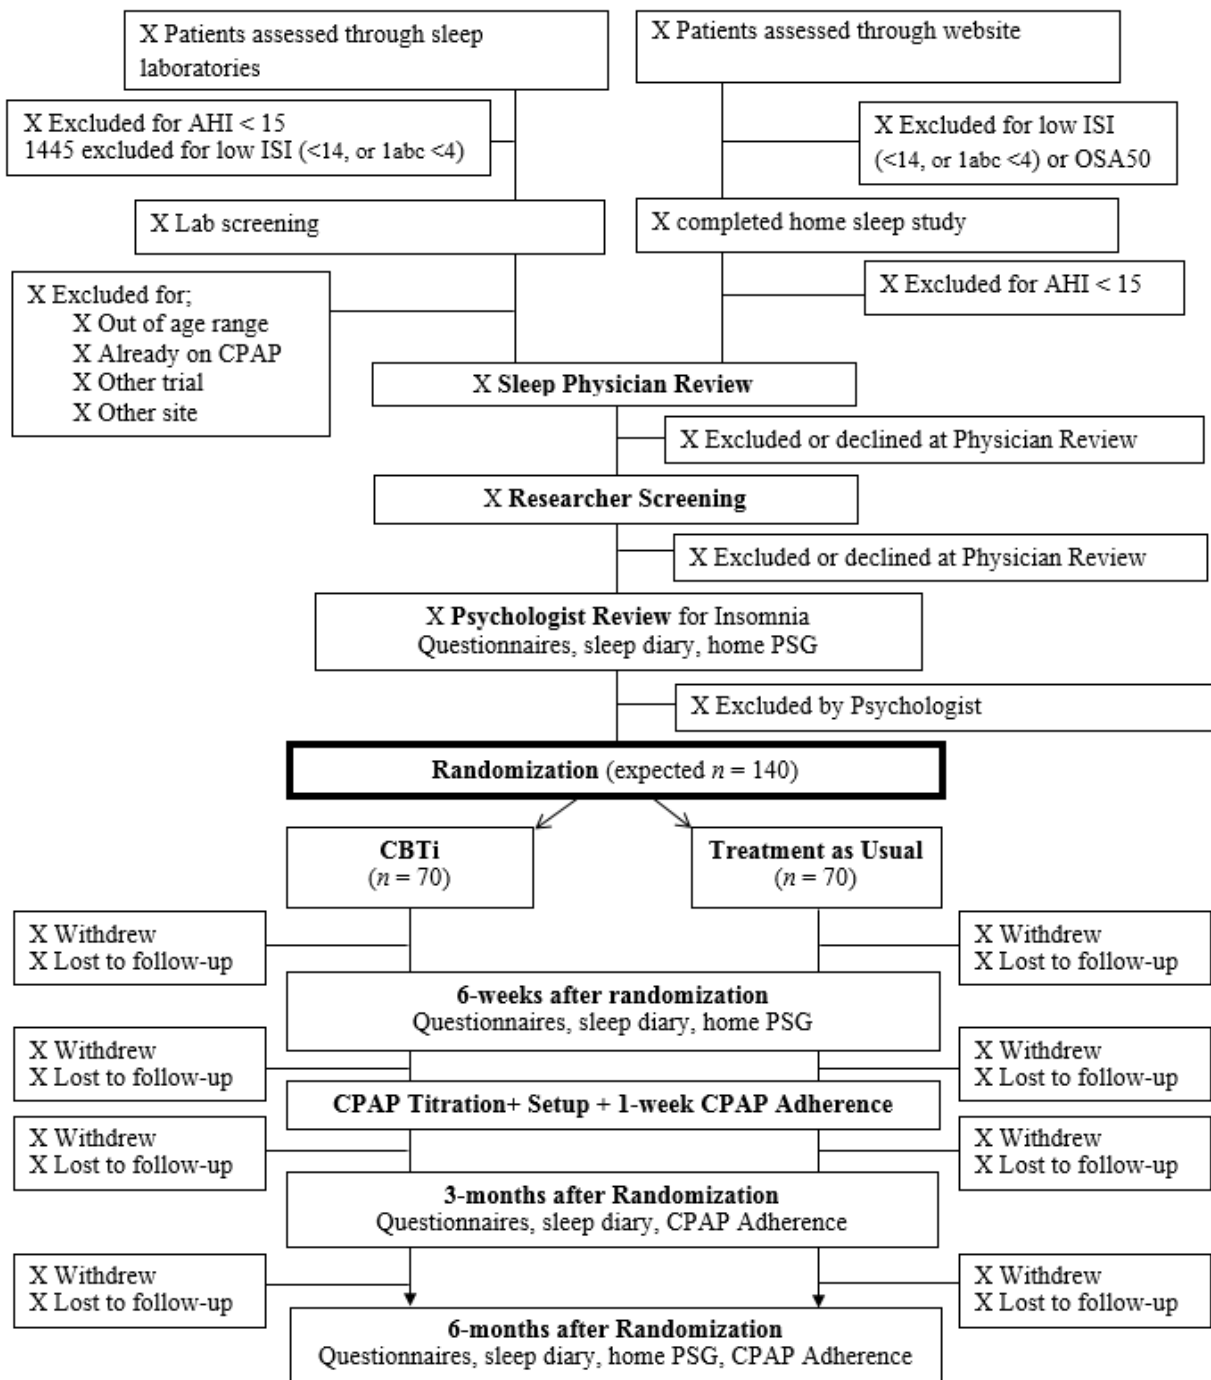 X Patients assessed through sleep
laboratories
X Patients assessed through website
X Excluded for AHI < 15
1445 excluded for low ISI (<14, or 1abc <4)
X Excluded for low ISI
(<14, or 1abc <4) or OSA50
X Lab screening
X completed home sleep study
X Excluded for;
X Out of age range
X Already on CPAP
X Other trial
X Other site
X Excluded for AHI < 15
X Sleep Physician Review
X Excluded or declined at Physician Review
X Researcher Screening
X Excluded or declined at Physician Review
X Psychologist Review for Insomnia
Questionnaires, sleep diary, home PSG
X Excluded by Psychologist
Randomization (expected n = 140)
CBTi
(n = 70)
Treatment as Usual
(n = 70)
X Withdrew
X Lost to follow-up
X Withdrew
X Lost to follow-up
6-weeks after randomization
Questionnaires, sleep diary, home PSG
X Withdrew
X Lost to follow-up
X Withdrew
X Lost to follow-up
CPAP Titration+ Setup + 1-week CPAP Adherence
X Withdrew
X Lost to follow-up
X Withdrew
X Lost to follow-up
3-months after Randomization
Questionnaires, sleep diary, CPAP Adherence
X Withdrew
X Lost to follow-up
X Withdrew
X Lost to follow-up
6-months after Randomization
Questionnaires, sleep diary, home PSG, CPAP Adherence